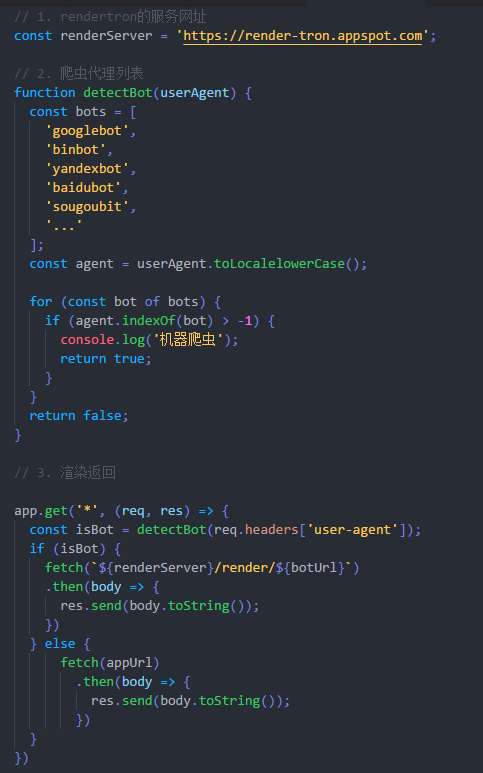 // 1. rendertron的服务网址
const renderServer = 'https://render-tron.appspot.com';
// 2. 爬虫代理列表
function detectBot(userAgent) {
const bots = [
'googlebot',
'binbot',
'yandexbot',
'baidubot',
'sougoubit',
'...'
];
const agent = userAgent.toLocalelowerCase();
for (const bot of bots) {
if (agent.indexOf(bot) > -1) {
console.log('机器爬虫');
return true;
}
}
return false;
}
// 3. 渲染返回
app.get('*', (req, res) => {
const isBot = detectBot(req.headers['user-agent']);
if (isBot) {
fetch(`${renderServer}/render/${botUrl}`)
.then(body => {
res.send(body.toString());
})
} else {
fetch(appUrl)
.then(body => {
res.send(body.toString());
})
}
})